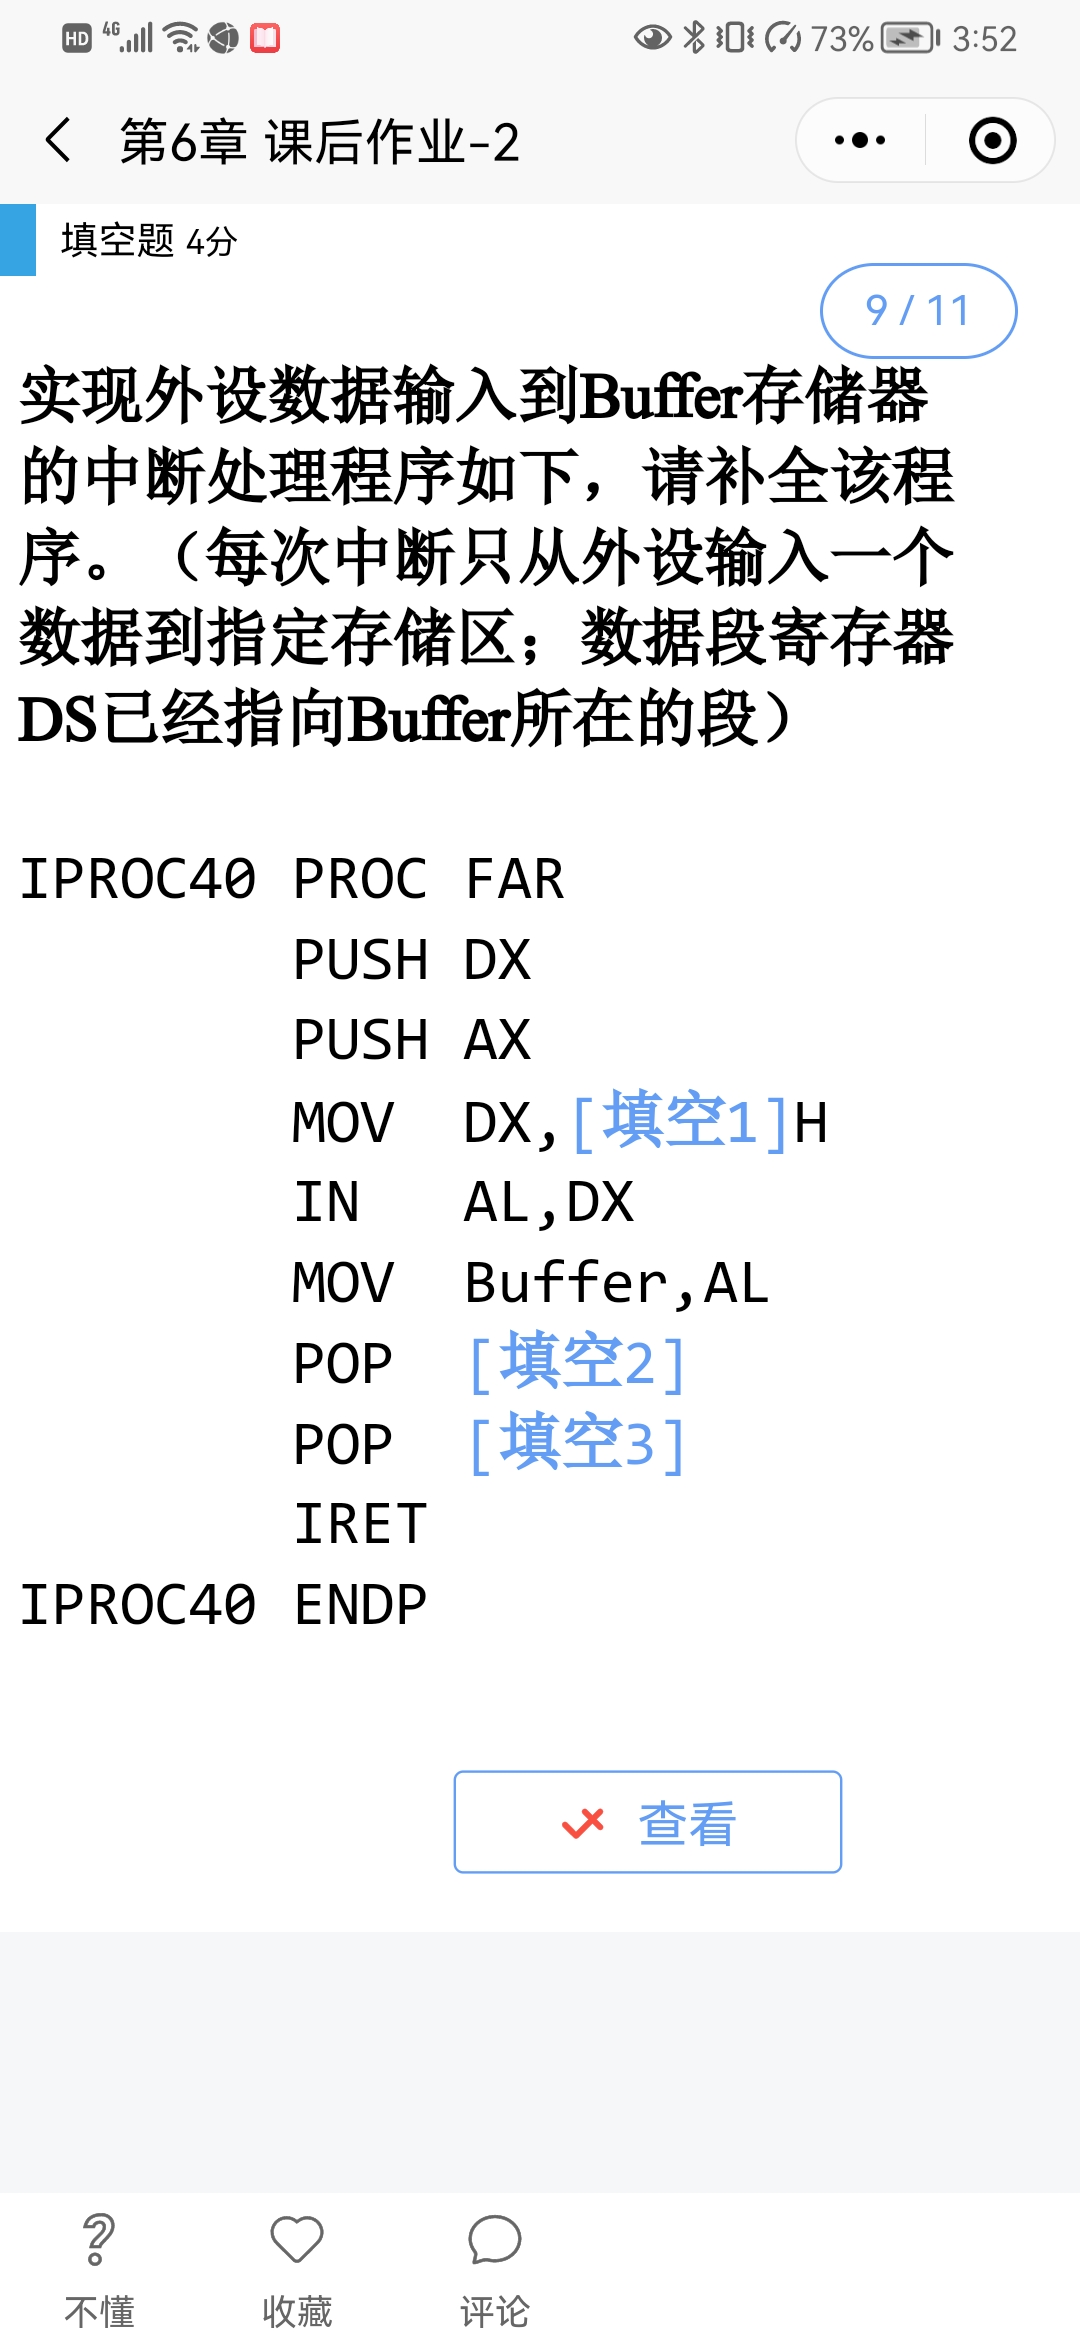 HD 4G 73% 3:52
第6章 课后作业-2
填空题 4分
9 / 11
实现外设数据输入到Buffer存储器
的中断处理程序如下，请补全该程
序。（每次中断只从外设输入一个
数据到指定存储区；数据段寄存器
DS已经指向Buffer所在的段）
IPROC40 PROC FAR
PUSH DX
PUSH AX
MOV DX,[填空1]H
IN AL,DX
MOV Buffer,AL
POP [填空2]
POP [填空3]
IRET
IPROC40 ENDP
查看
不懂 收藏 评论